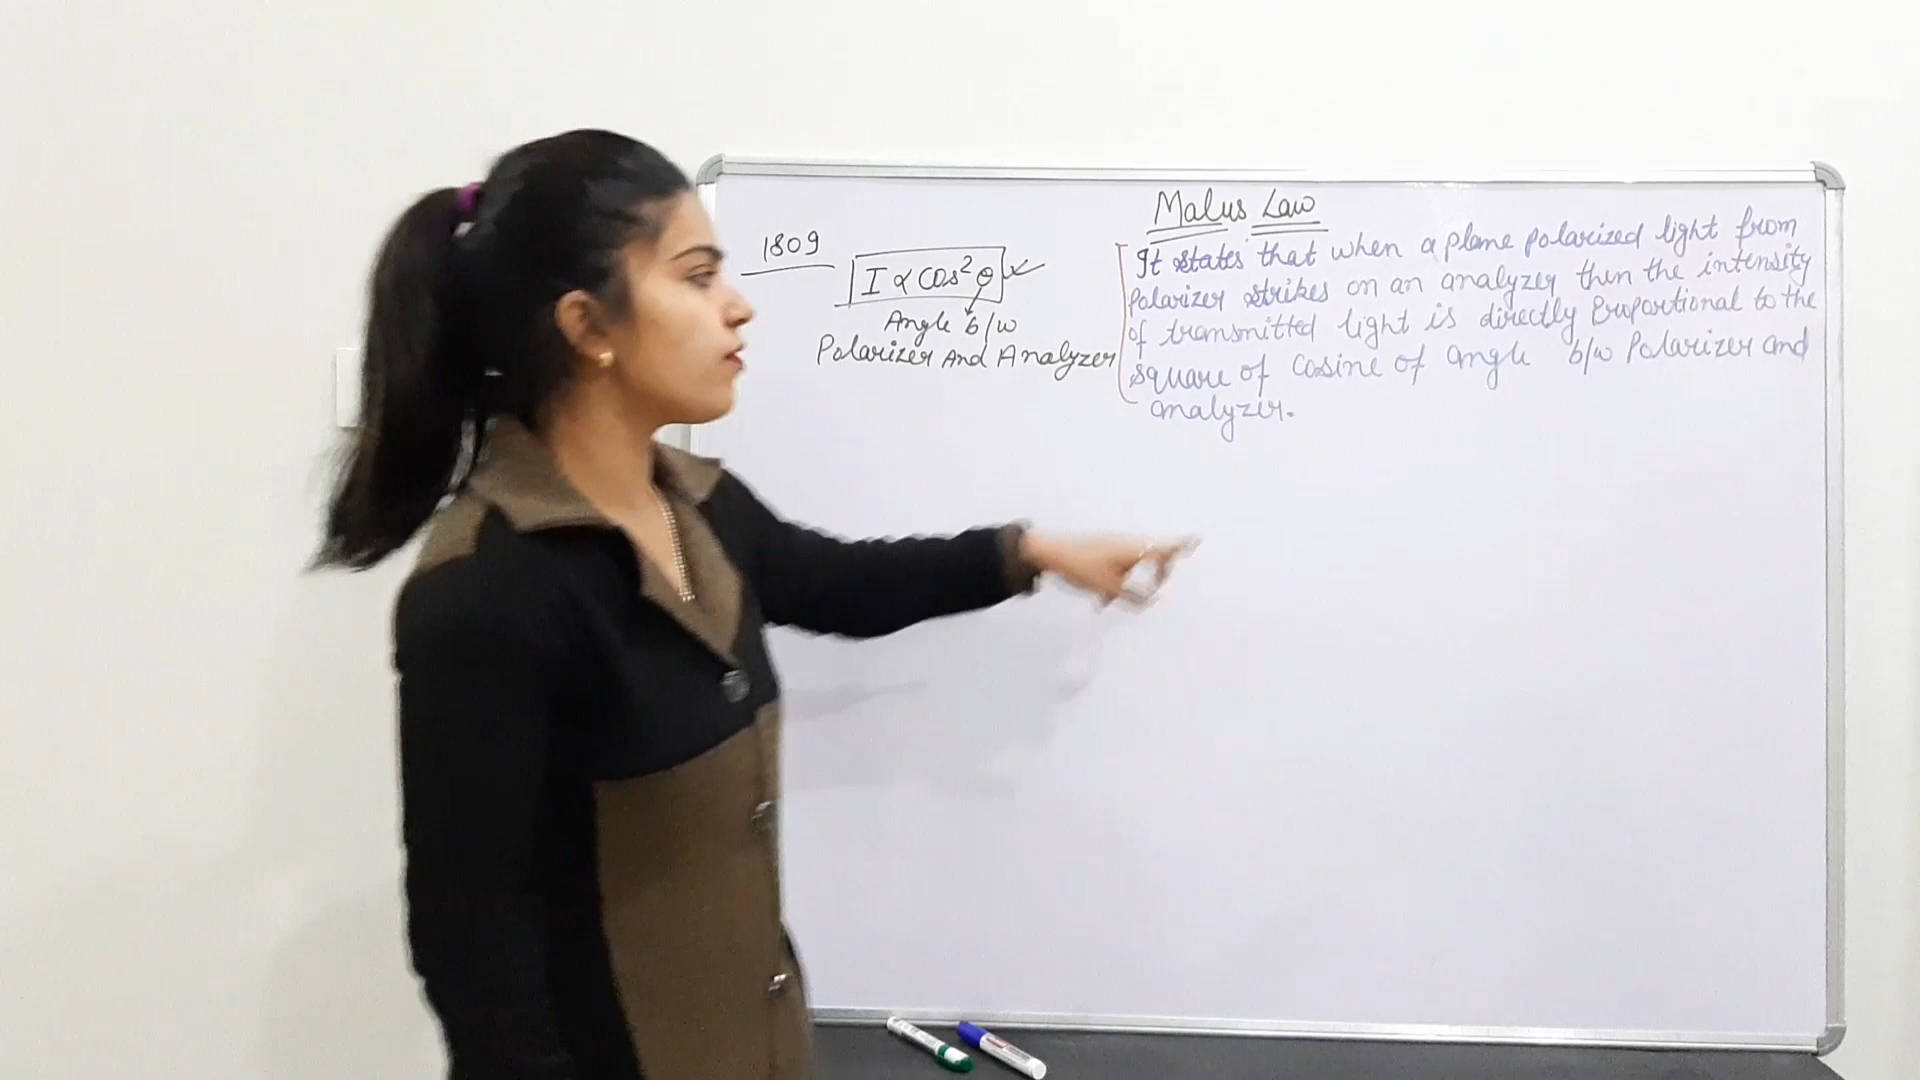 Malus Law
1809
I ∝ cos² θ
Angle b/w
Polarizer And Analyzer
It states that when a plane polarized light from
polarizer strikes on an analyzer then the intensity
of transmitted light is directly Proportional to the
square of cosine of angle b/w Polarizer and
analyzer.